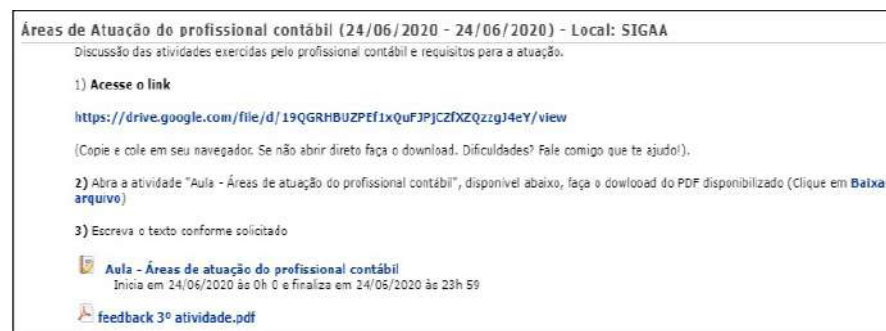 Áreas de Atuação do profissional contábil (24/06/2020 - 24/06/2020) - Local: SIGAA
Discussão das atividades exercidas pelo profissional contábil e requisitos para a atuação.
1) Acesse o link
https://drive.google.com/file/d/19QGRHBUZPEf1xQuFJPjCZfXZQzzgJ4eY/view
(Copie e cole em seu navegador. Se não abrir direto faça o download. Dificuldades? Fale comigo que te ajudo!).
2) Abra a atividade "Aula - Áreas de atuação do profissional contábil", disponível abaixo, faça o dowlooad do PDF disponibilizado (Clique em Baixa
arquivo)
3) Escreva o texto conforme solicitado
Aula - Áreas de atuação do profissional contábil
Inicia em 24/06/2020 às 0h 0 e finaliza em 24/06/2020 às 23h 59
feedback 3º atividade.pdf